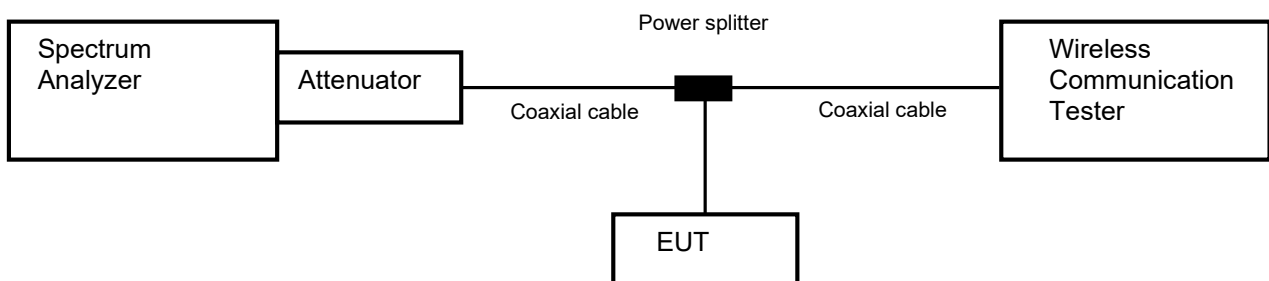 Power splitter
Spectrum
Analyzer
Attenuator
Coaxial cable
Coaxial cable
Wireless
Communication
Tester
EUT